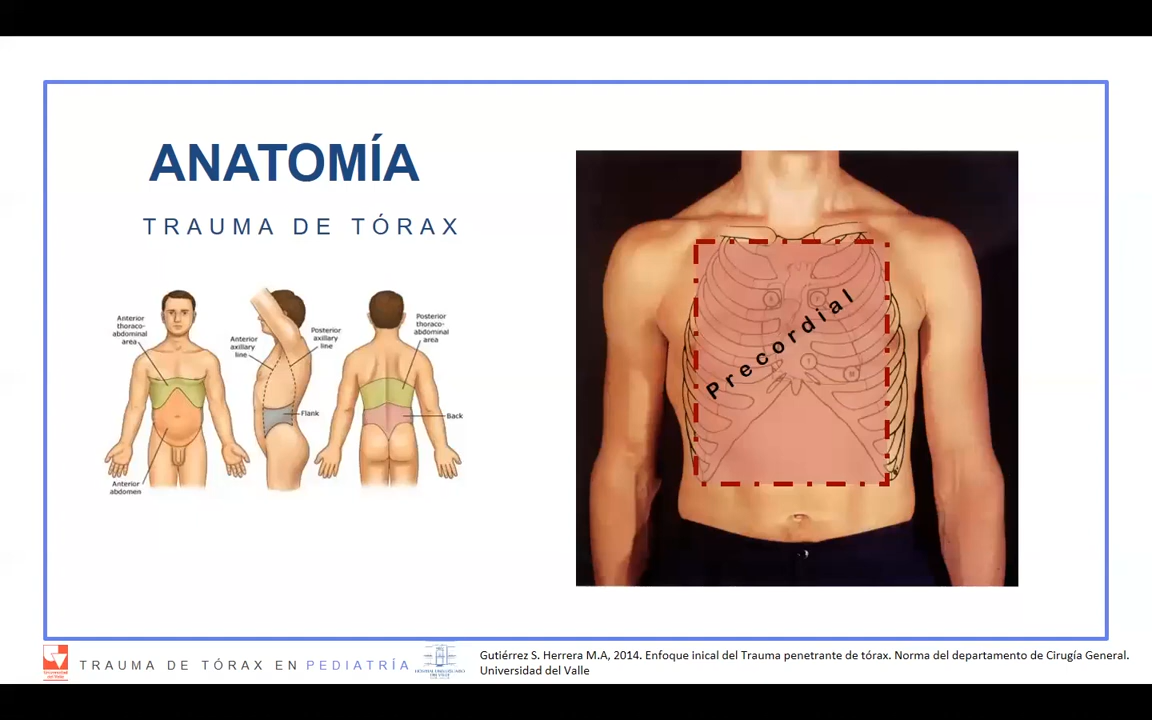 ANATOMÍA
TRAUMA DE TÓRAX
Anterior
thoraco-
abdominal
area
Anterior
axillary
line
Posterior
axillary
line
Posterior
thoraco-
abdominal
area
Flank
Back
Anterior
abdomen
Precordial
TRAUMA DE TÓRAX EN PEDIATRÍA
Gutiérrez S. Herrera M.A, 2014. Enfoque inical del Trauma penetrante de tórax. Norma del departamento de Cirugía General.
Universidad del Valle